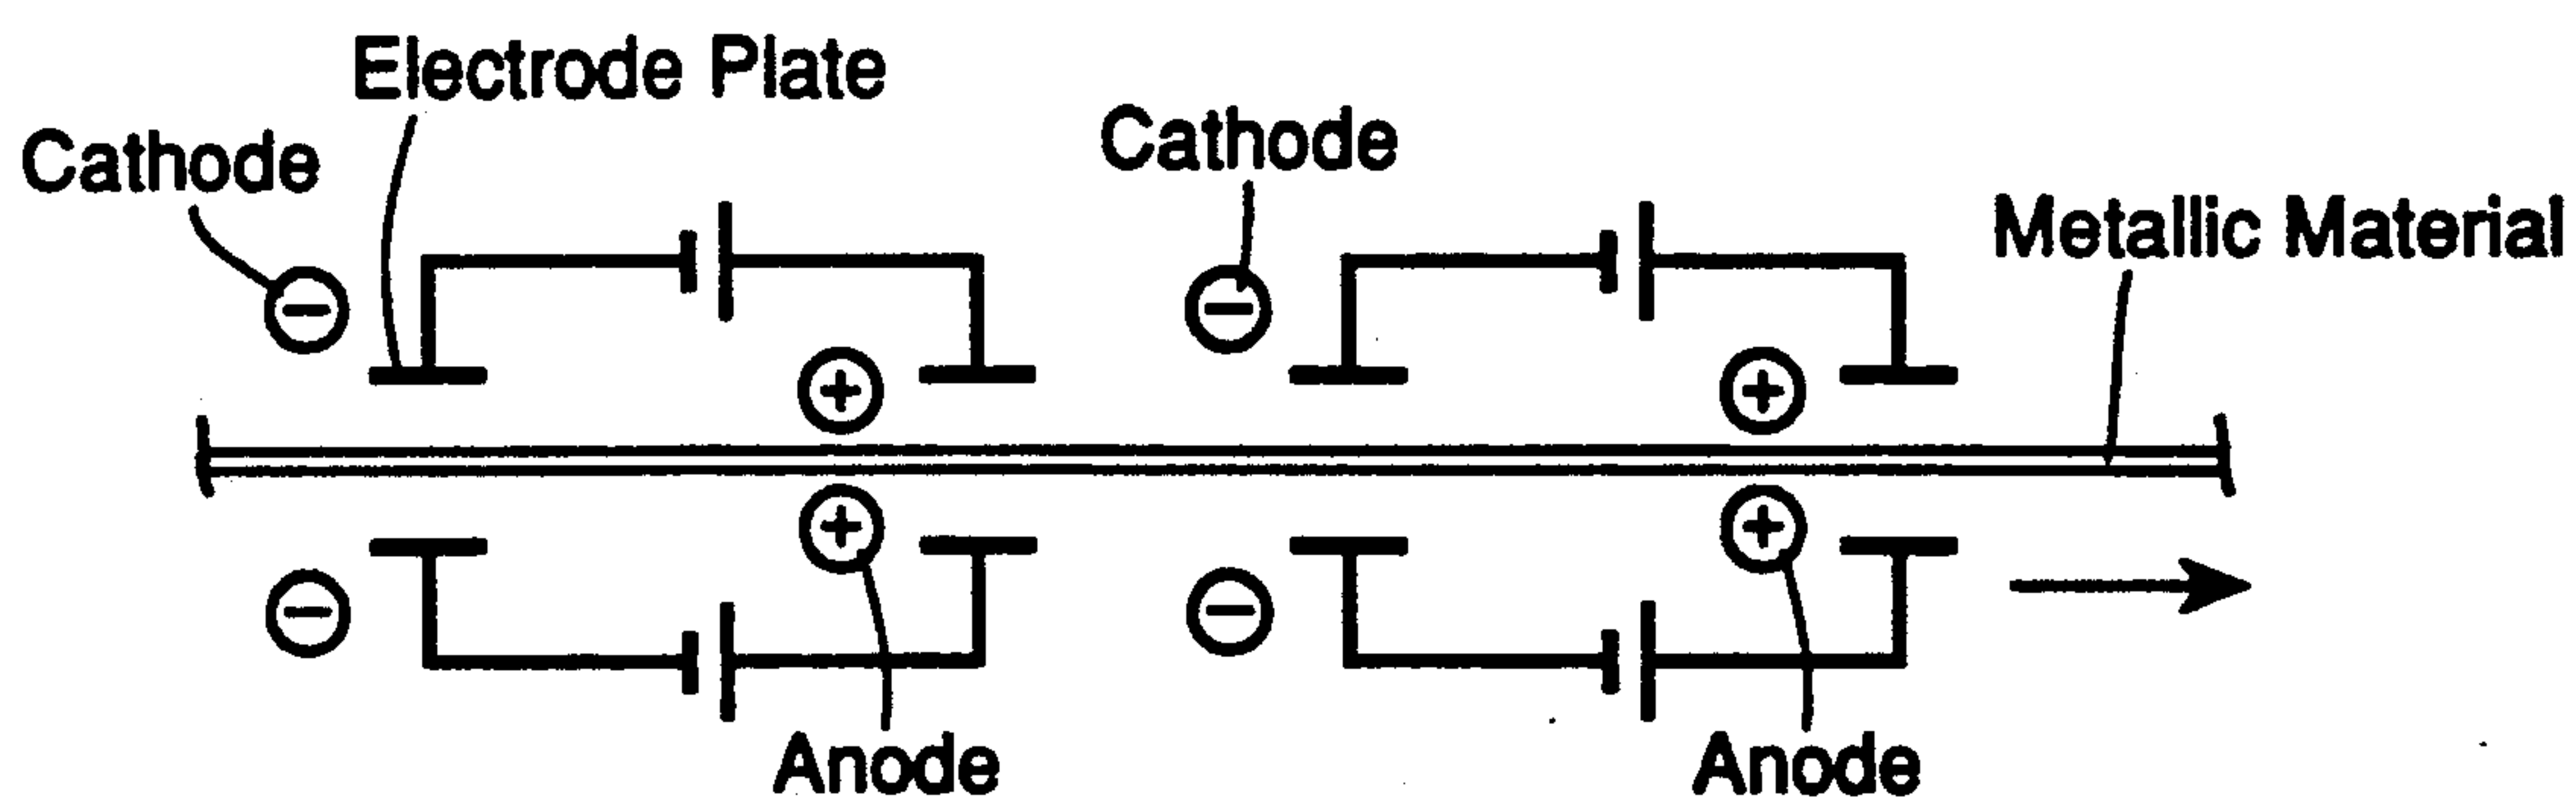 Electrode Plate
Cathode
Cathode
Metallic Material
−
−
+
+
+
+
−
−
Anode
Anode